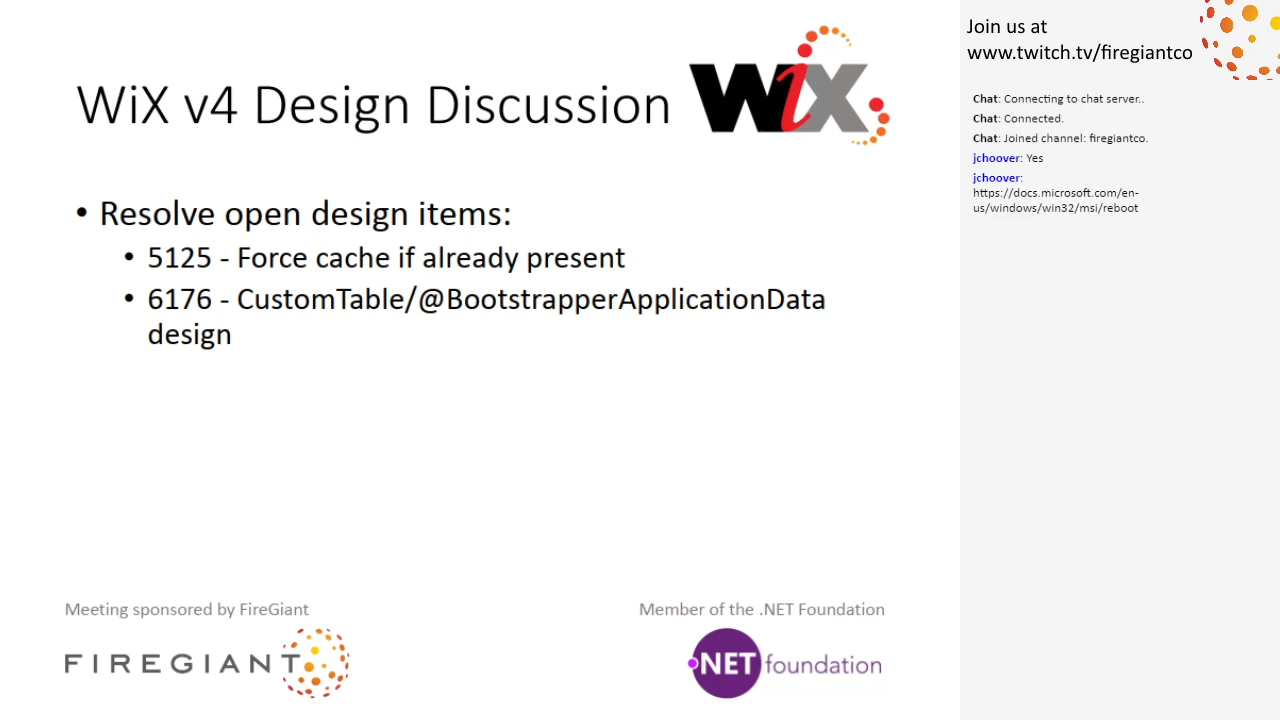 WiX v4 Design Discussion
WiX
• Resolve open design items:
• 5125 - Force cache if already present
• 6176 - CustomTable/@BootstrapperApplicationData
design
Meeting sponsored by FireGiant
FIREGIANT
Member of the .NET Foundation
.NET foundation
Join us at
www.twitch.tv/firegiantco
Chat: Connecting to chat server..
Chat: Connected.
Chat: Joined channel: firegiantco.
jchoover: Yes
jchoover:
https://docs.microsoft.com/en-
us/windows/win32/msi/reboot